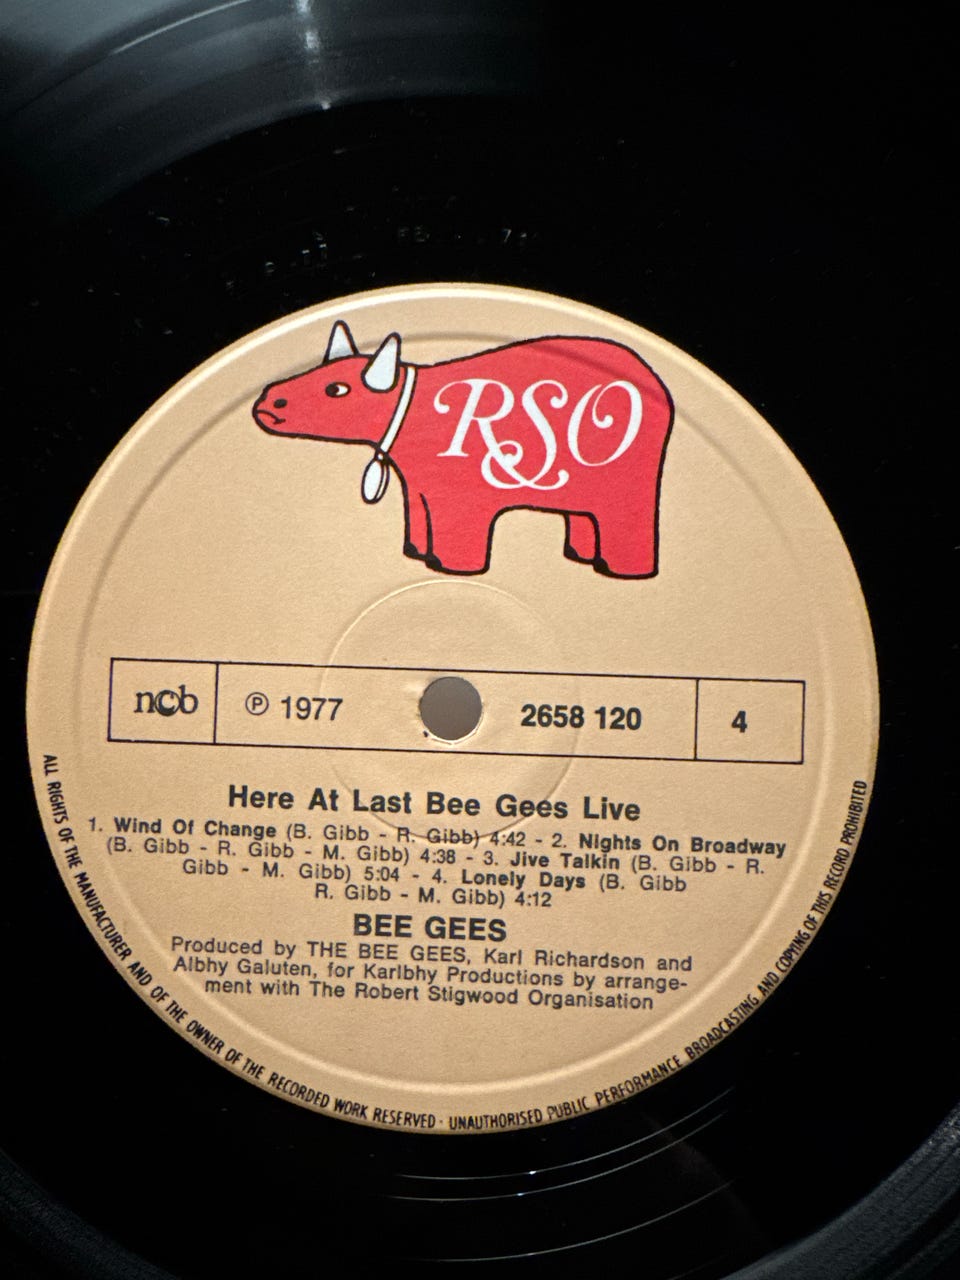 RSO
ncb
℗ 1977
2658 120
4
Here At Last Bee Gees Live
1. Wind Of Change (B. Gibb - R. Gibb) 4:42 - 2. Nights On Broadway
(B. Gibb - R. Gibb - M. Gibb) 4:38 - 3. Jive Talkin (B. Gibb - R.
Gibb - M. Gibb) 5:04 - 4. Lonely Days (B. Gibb
R. Gibb - M. Gibb) 4:12
BEE GEES
Produced by THE BEE GEES, Karl Richardson and
Albhy Galuten, for Karlbhy Productions by arrange-
ment with The Robert Stigwood Organisation
ALL RIGHTS OF THE MANUFACTURER AND OF THE OWNER OF THE RECORDED WORK RESERVED · UNAUTHORISED PUBLIC PERFORMANCE BROADCASTING AND COPYING OF THIS RECORD PROHIBITED